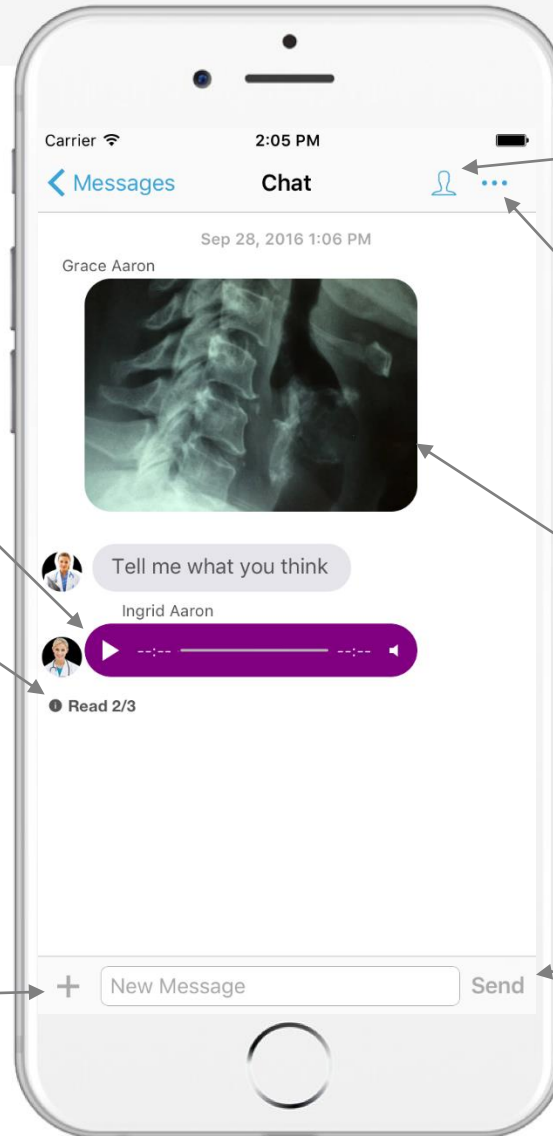 Carrier 2:05 PM
Messages Chat
Sep 28, 2016 1:06 PM
Grace Aaron
Tell me what you think
Ingrid Aaron
--:-- --:--
Read 2/3
New Message Send